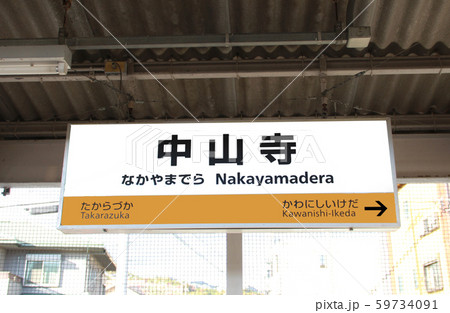 中山寺
なかやまでら Nakayamadera
たからづか かわにしいけだ →
Takarazuka Kawanishi-Ikeda
PIXTA
59734091